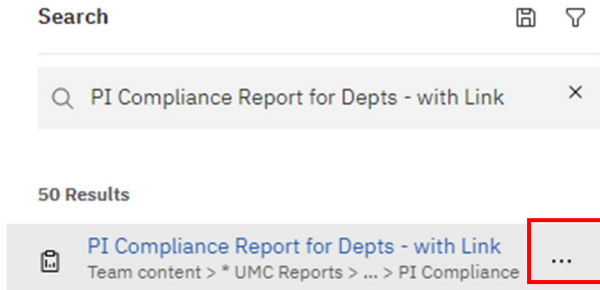 Search
PI Compliance Report for Depts - with Link
50 Results
PI Compliance Report for Depts - with Link
Team content > * UMC Reports > ... > PI Compliance